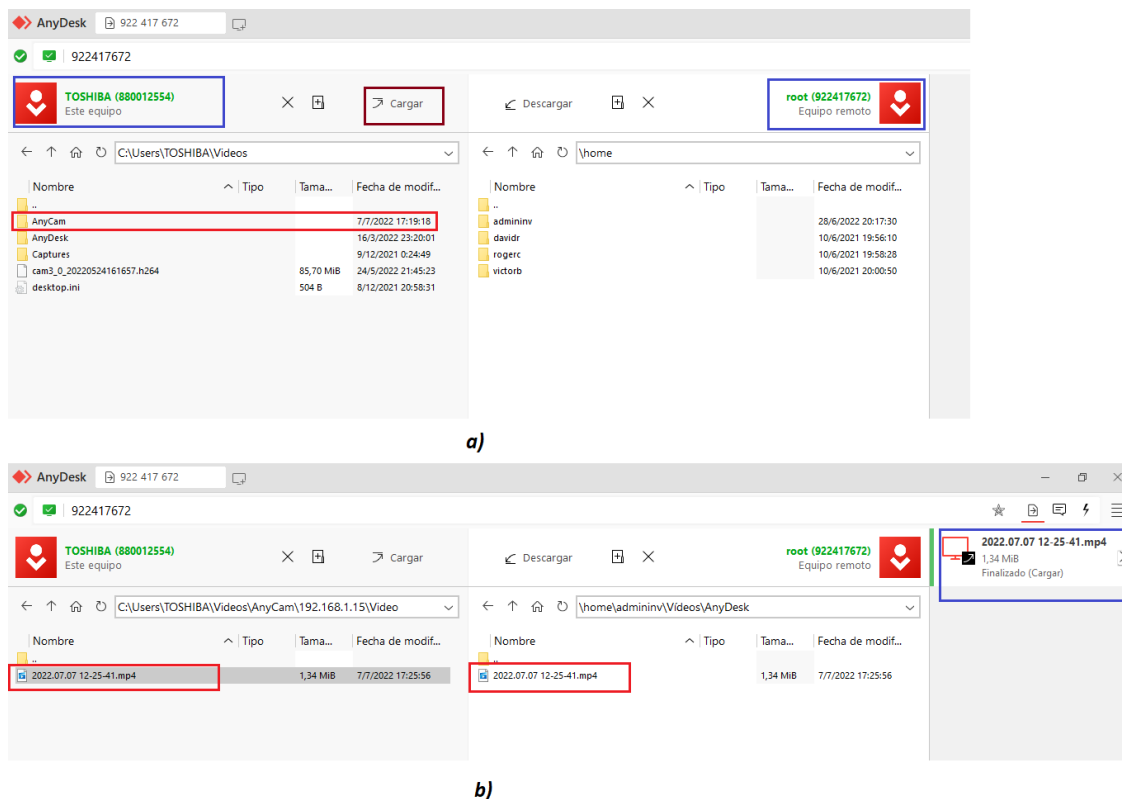 AnyDesk 922 417 672
922417672
TOSHIBA (880012554)
Este equipo
Cargar
Descargar
root (922417672)
Equipo remoto
C:\Users\TOSHIBA\Videos
\home
Nombre Tipo Tama... Fecha de modif...
Nombre Tipo Tama... Fecha de modif...
..
..
AnyCam 7/7/2022 17:19:18
admininv 28/6/2022 20:17:30
AnyDesk 16/3/2022 23:20:01
davidr 10/6/2021 19:56:10
Captures 9/12/2021 0:24:49
rogerc 10/6/2021 19:58:28
cam3_0_20220524161657.h264 85,70 MiB 24/5/2022 21:45:23
victorb 10/6/2021 20:00:50
desktop.ini 504 B 8/12/2021 20:58:31
a)
AnyDesk 922 417 672
922417672
TOSHIBA (880012554)
Este equipo
Cargar
Descargar
root (922417672)
Equipo remoto
2022.07.07 12-25-41.mp4
1,34 MiB
Finalizado (Cargar)
C:\Users\TOSHIBA\Videos\AnyCam\192.168.1.15\Video
\home\admininv\Vídeos\AnyDesk
Nombre Tipo Tama... Fecha de modif...
Nombre Tipo Tama... Fecha de modif...
..
..
2022.07.07 12-25-41.mp4 1,34 MiB 7/7/2022 17:25:56
2022.07.07 12-25-41.mp4 1,34 MiB 7/7/2022 17:25:56
b)